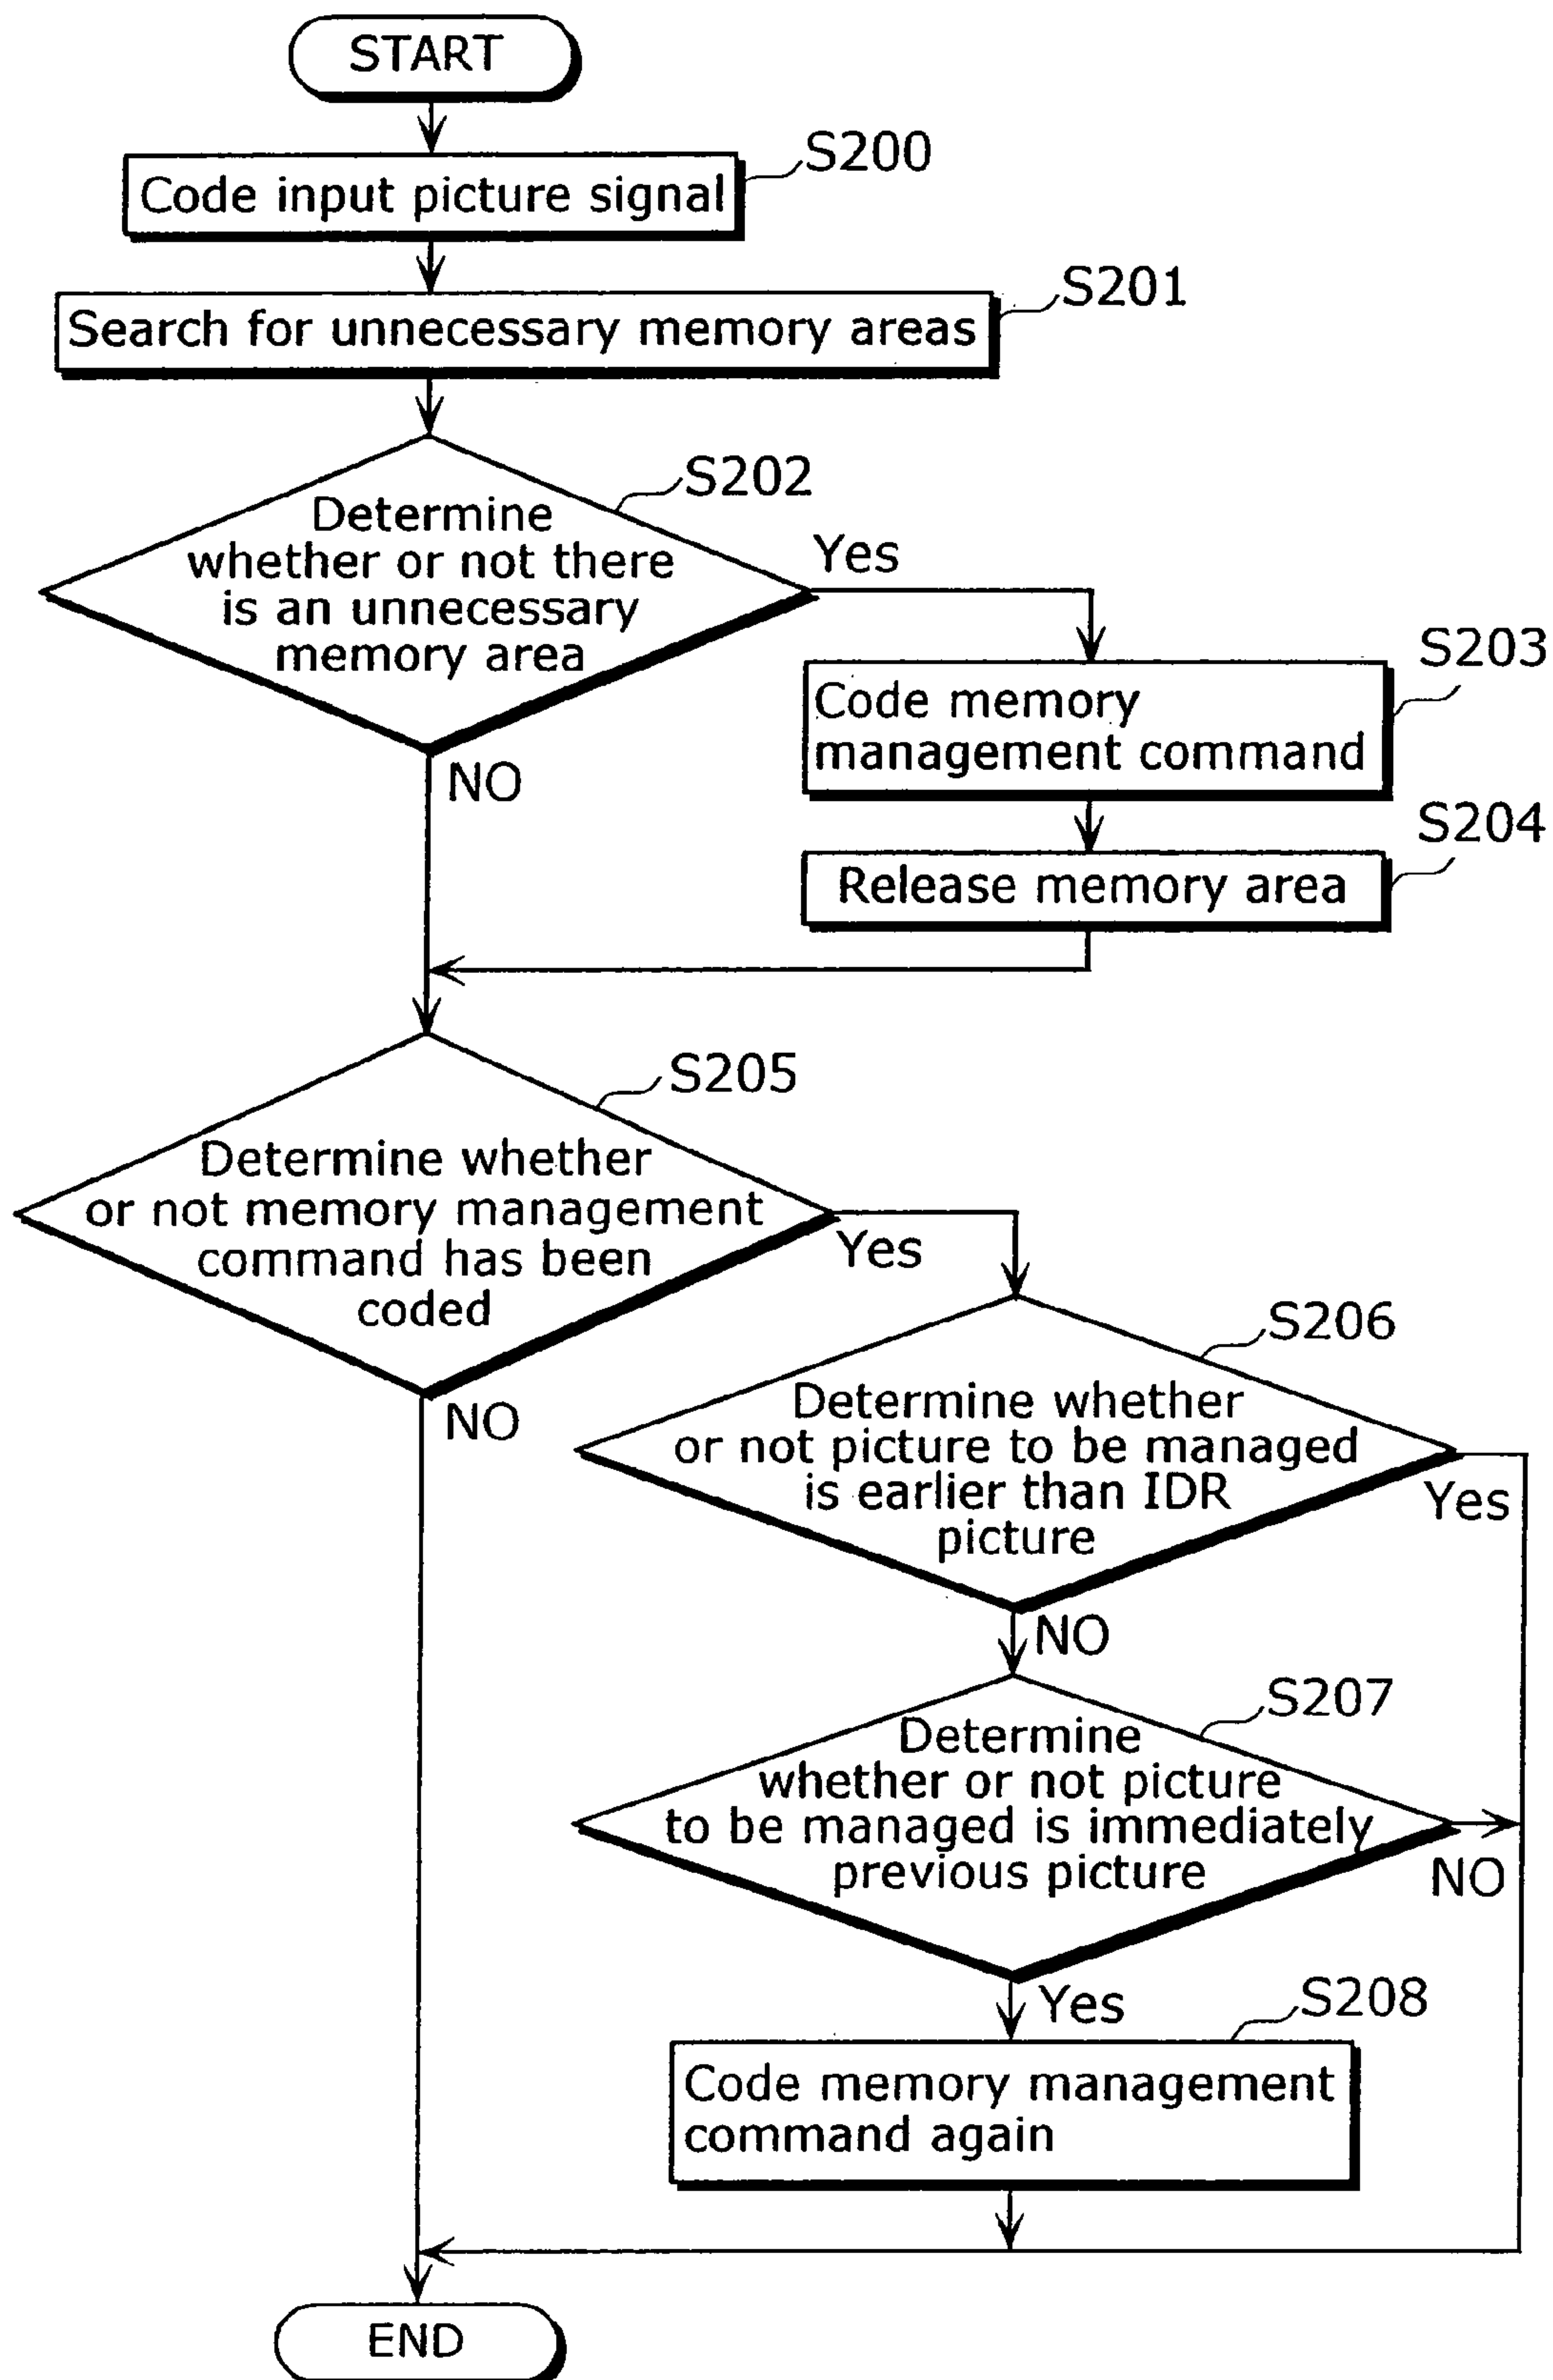 START
S200
Code input picture signal
S201
Search for unnecessary memory areas
S202
Determine
whether or not there
is an unnecessary
memory area
Yes
NO
S203
Code memory
management command
S204
Release memory area
S205
Determine whether
or not memory management
command has been
coded
Yes
NO
S206
Determine whether
or not picture to be managed
is earlier than IDR
picture
Yes
NO
S207
Determine
whether or not picture
to be managed is immediately
previous picture
NO
Yes
S208
Code memory management
command again
END